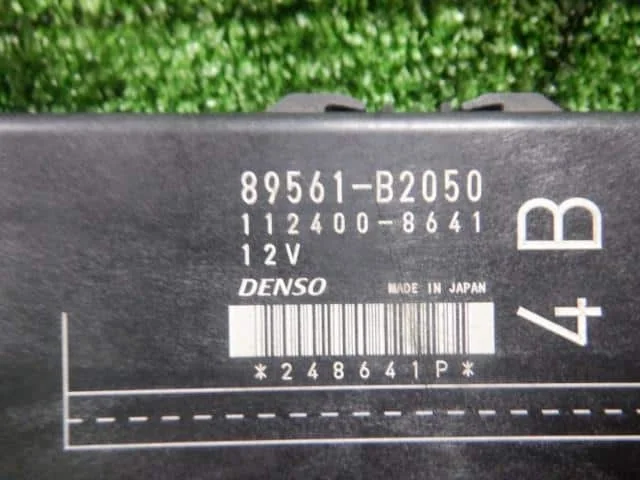 89561-B2050
112400-8641
12V
DENSO MADE IN JAPAN
*248641P*
4B